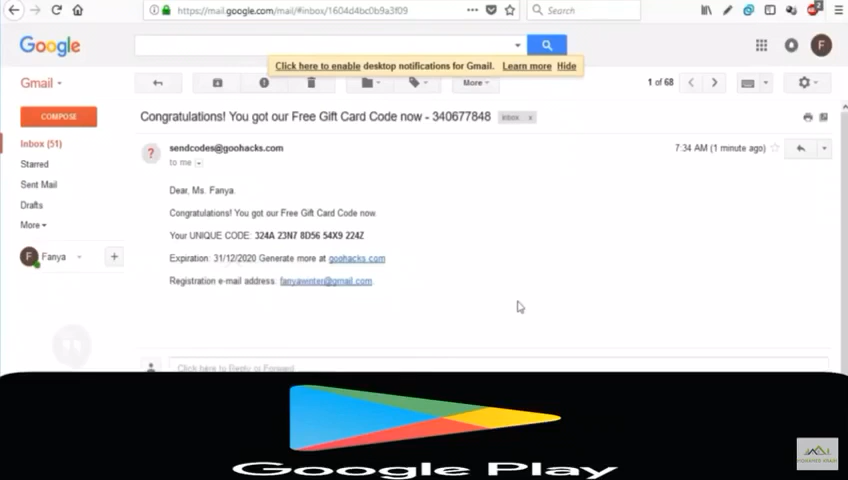 https://mail.google.com/mail/#inbox/1604d4bc0b9a3f09
Search
2
Google
F
Click here to enable desktop notifications for Gmail. Learn more Hide
Gmail
More
1 of 68
COMPOSE
Congratulations! You got our Free Gift Card Code now - 340677848 Inbox x
Inbox (51)
? sendcodes@goohacks.com 7:34 AM (1 minute ago)
to me
Starred
Sent Mail
Dear, Ms. Fanya.
Drafts
Congratulations! You got our Free Gift Card Code now.
More
Your UNIQUE CODE: 324A 23N7 8D56 54X9 224Z
F Fanya +
Expiration: 31/12/2020 Generate more at goohacks.com
Registration e-mail address: fanyawinter@gmail.com.
Click here to Reply or Forward
Google Play